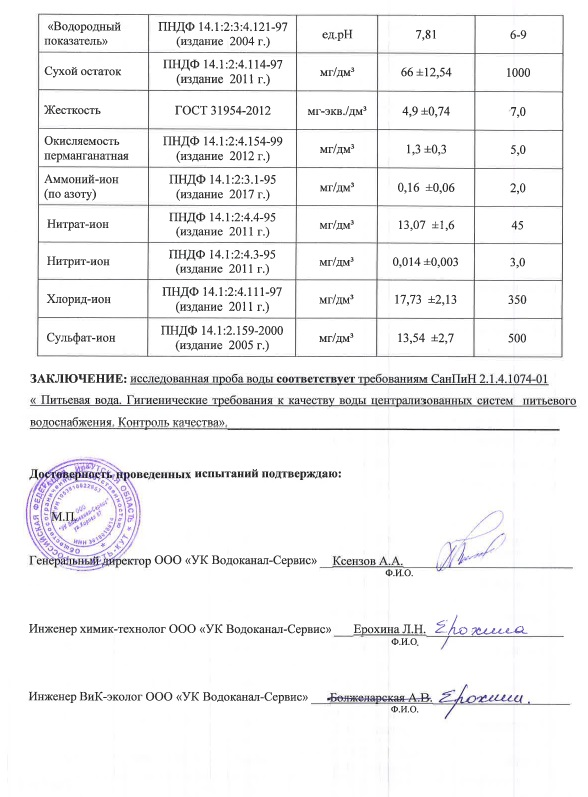 «Водородный показатель» ПНДФ 14.1:2:3:4.121-97 (издание 2004 г.) ед.pH 7,81 6-9
Сухой остаток ПНДФ 14.1:2:4.114-97 (издание 2011 г.) мг/дм³ 66 ±12,54 1000
Жесткость ГОСТ 31954-2012 мг-экв./дм³ 4,9 ±0,74 7,0
Окисляемость перманганатная ПНДФ 14.1:2:4.154-99 (издание 2012 г.) мг/дм³ 1,3 ±0,3 5,0
Аммоний-ион (по азоту) ПНДФ 14.1:2:3.1-95 (издание 2017 г.) мг/дм³ 0,16 ±0,06 2,0
Нитрат-ион ПНДФ 14.1:2:4.4-95 (издание 2011 г.) мг/дм³ 13,07 ±1,6 45
Нитрит-ион ПНДФ 14.1:2:4.3-95 (издание 2011 г.) мг/дм³ 0,014 ±0,003 3,0
Хлорид-ион ПНДФ 14.1:2:4.111-97 (издание 2011 г.) мг/дм³ 17,73 ±2,13 350
Сульфат-ион ПНДФ 14.1:2.159-2000 (издание 2005 г.) мг/дм³ 13,54 ±2,7 500
ЗАКЛЮЧЕНИЕ: исследованная проба воды соответствует требованиям СанПиН 2.1.4.1074-01
« Питьевая вода. Гигиенические требования к качеству воды централизованных систем питьевого
водоснабжения. Контроль качества».
Достоверность проведенных испытаний подтверждаю:
М.П.
Генеральный директор ООО «УК Водоканал-Сервис» Ксензов А.А.
Ф.И.О.
Инженер химик-технолог ООО «УК Водоканал-Сервис» Ерохина Л.Н. Ерохина
Ф.И.О,
Инженер ВиК-эколог ООО «УК Водоканал-Сервис» Болжеларская А.В. Ерохина.
Ф.И.О.